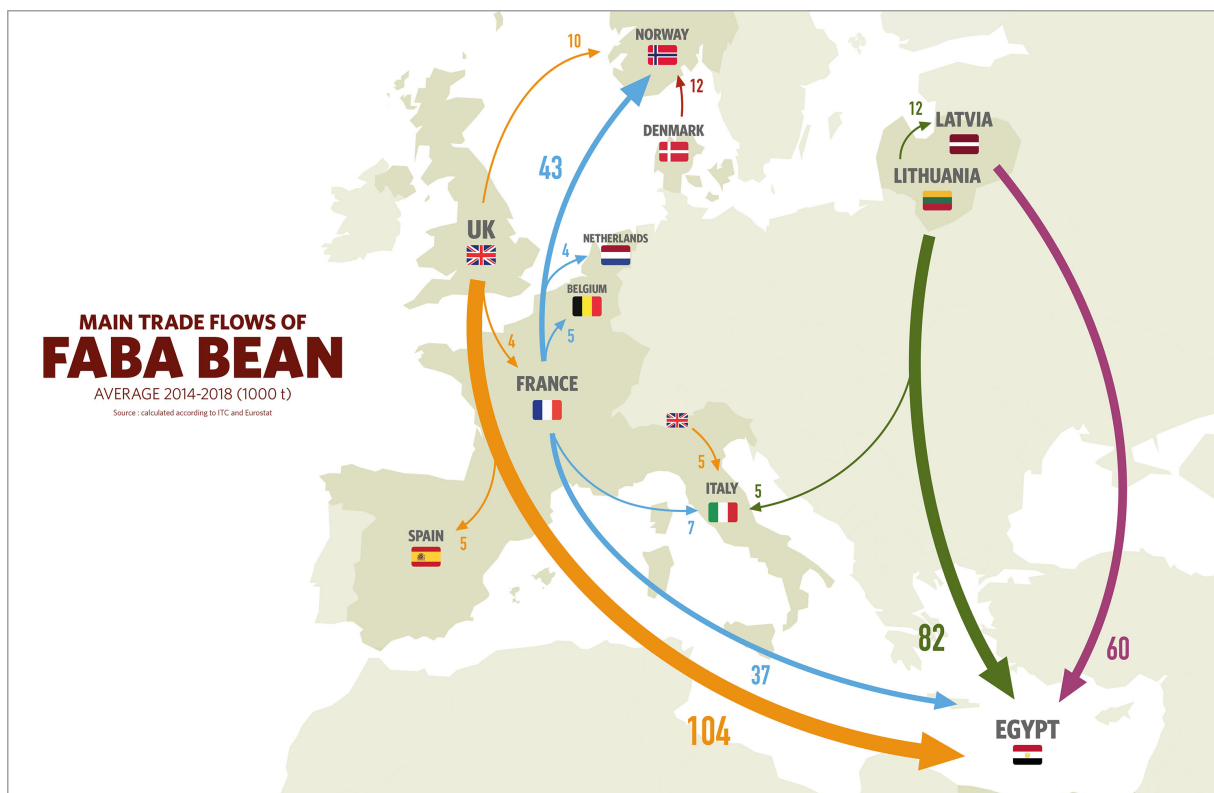 NORWAY
10
12
DENMARK
43
12
LATVIA
LITHUANIA
UK
NETHERLANDS
4
BELGIUM
5
MAIN TRADE FLOWS OF
FABA BEAN
AVERAGE 2014-2018 (1000 t)
Source : calculated according to ITC and Eurostat
4
FRANCE
5
ITALY
5
7
SPAIN
5
82
60
37
104
EGYPT